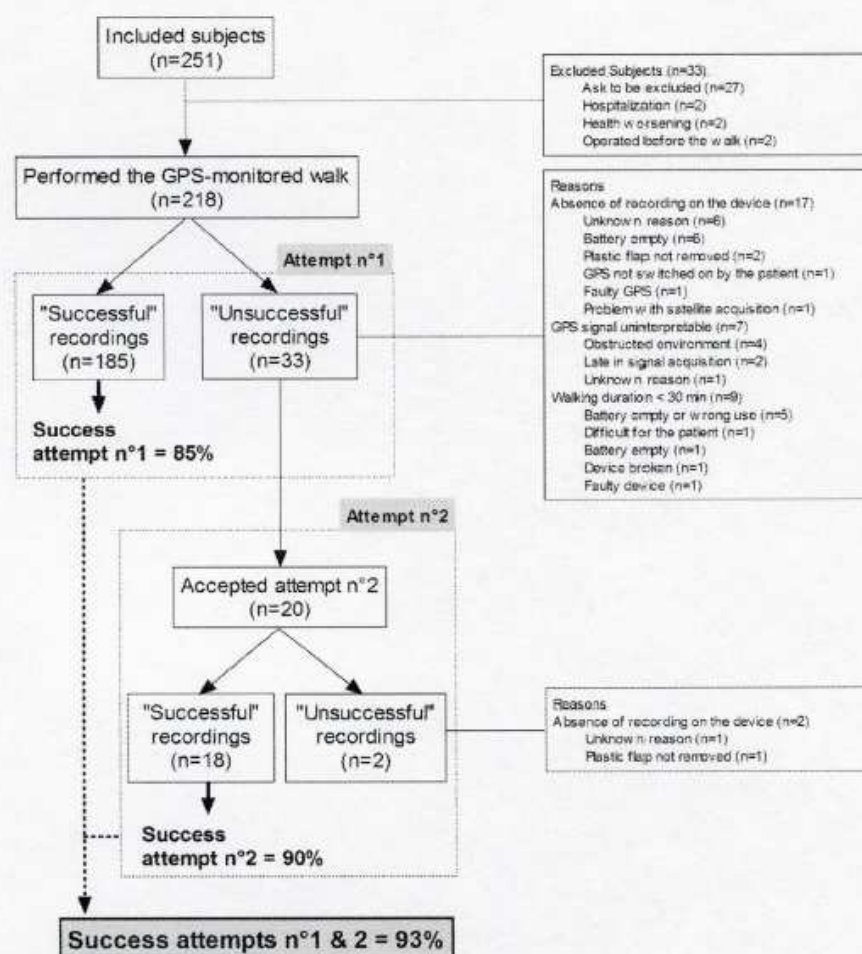 Included subjects
(n=251)
Excluded Subjects (n=33)
Ask to be excluded (n=27)
Hospitalization (n=2)
Health worsening (n=2)
Operated before the walk (n=2)
Performed the GPS-monitored walk
(n=218)
Reasons
Absence of recording on the device (n=17)
Unknown reason (n=6)
Battery empty (n=6)
Plastic flap not removed (n=2)
GPS not switched on by the patient (n=1)
Faulty GPS (n=1)
Problem with satellite acquisition (n=1)
GPS signal uninterpretable (n=7)
Obstructed environment (n=4)
Late in signal acquisition (n=2)
Unknown reason (n=1)
Walking duration < 30 min (n=9)
Battery empty or wrong use (n=5)
Difficult for the patient (n=1)
Battery empty (n=1)
Device broken (n=1)
Faulty device (n=1)
Attempt n°1
"Successful"
recordings
(n=185)
"Unsuccessful"
recordings
(n=33)
Success
attempt n°1 = 85%
Attempt n°2
Accepted attempt n°2
(n=20)
"Successful"
recordings
(n=18)
"Unsuccessful"
recordings
(n=2)
Reasons
Absence of recording on the device (n=2)
Unknown reason (n=1)
Plastic flap not removed (n=1)
Success
attempt n°2 = 90%
Success attempts n°1 & 2 = 93%